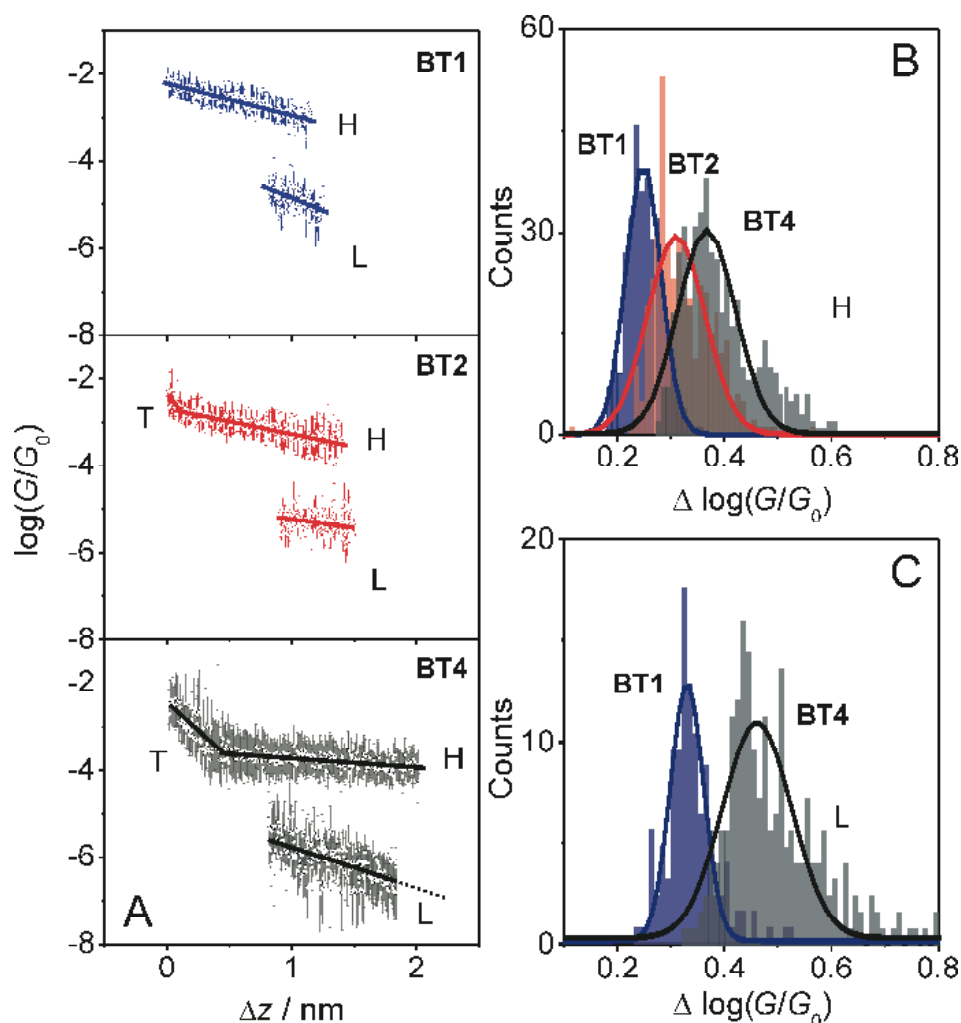 BT1
-2
-4
-6
-8
H
L
BT2
-2
-4
-6
-8
T
H
L
BT4
-2
-4
-6
-8
T
H
L
A
0
1
2
log(G/G₀)
Δz / nm
B
60
30
0
Counts
BT1
BT2
BT4
H
0.2
0.4
0.6
0.8
Δ log(G/G₀)
C
20
10
0
Counts
BT1
BT4
L
0.2
0.4
0.6
0.8
Δ log(G/G₀)